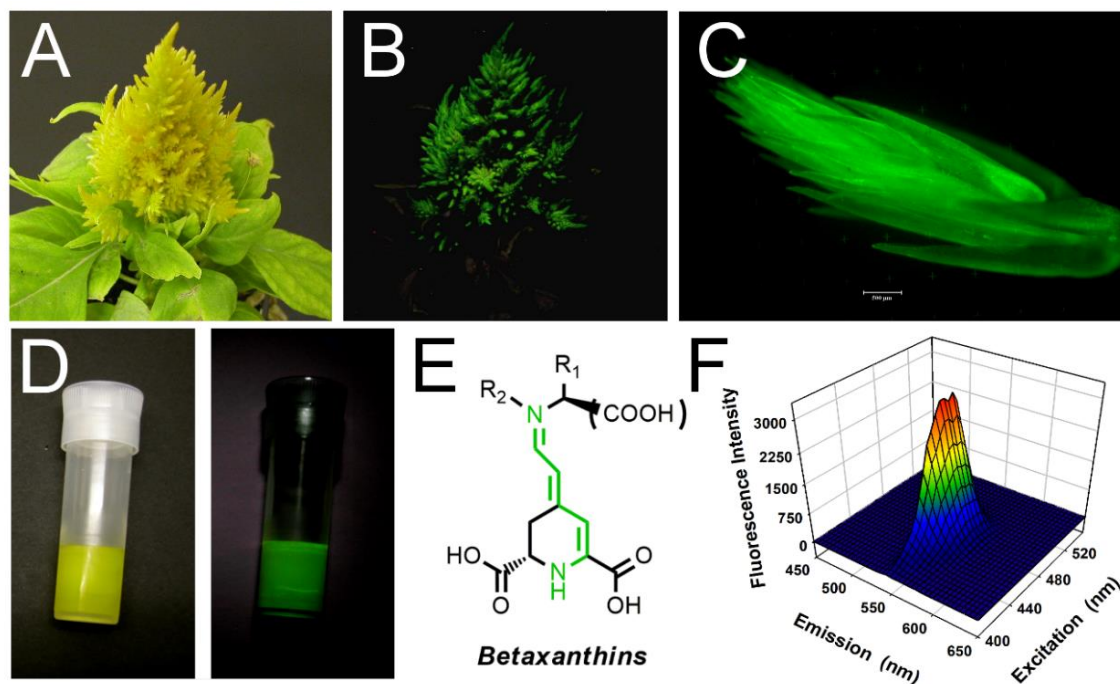 A
B
C
D
E
R₁
R₂
N
(COOH)
HO
O
N
H
O
OH
Betaxanthins
F
Fluorescence Intensity
3000
2250
1500
750
0
450
500
550
600
650
Emission (nm)
400
440
480
520
Excitation (nm)